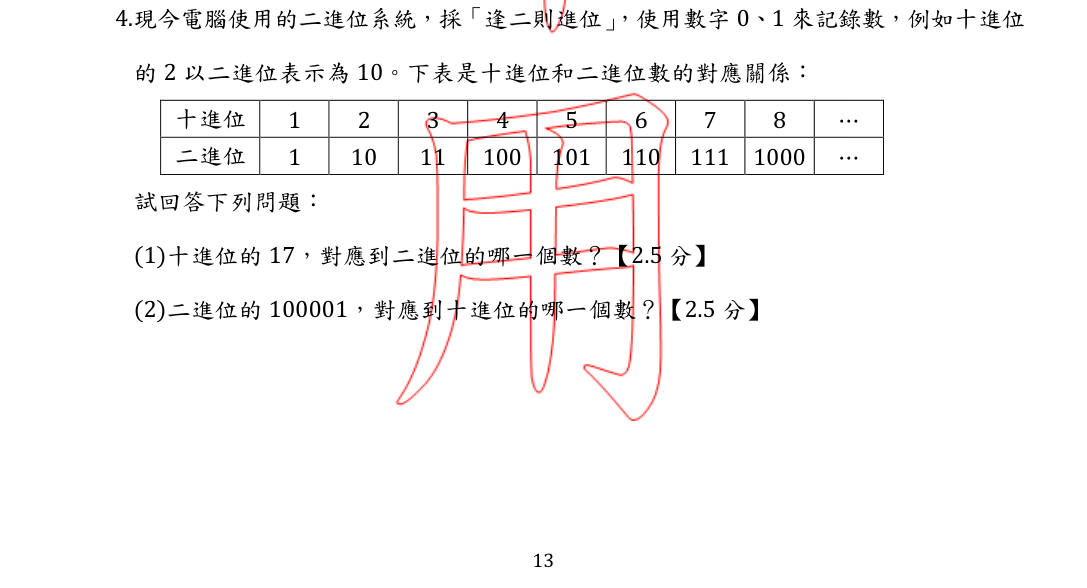 4.現今電腦使用的二進位系統，採「逢二則進位」，使用數字 0、1 來記錄數，例如十進位
的 2 以二進位表示為 10。下表是十進位和二進位數的對應關係：
十進位 1 2 3 4 5 6 7 8 ⋯
二進位 1 10 11 100 101 110 111 1000 ⋯
試回答下列問題：
(1)十進位的 17，對應到二進位的哪一個數？【2.5 分】
(2)二進位的 100001，對應到十進位的哪一個數？【2.5 分】
用
13